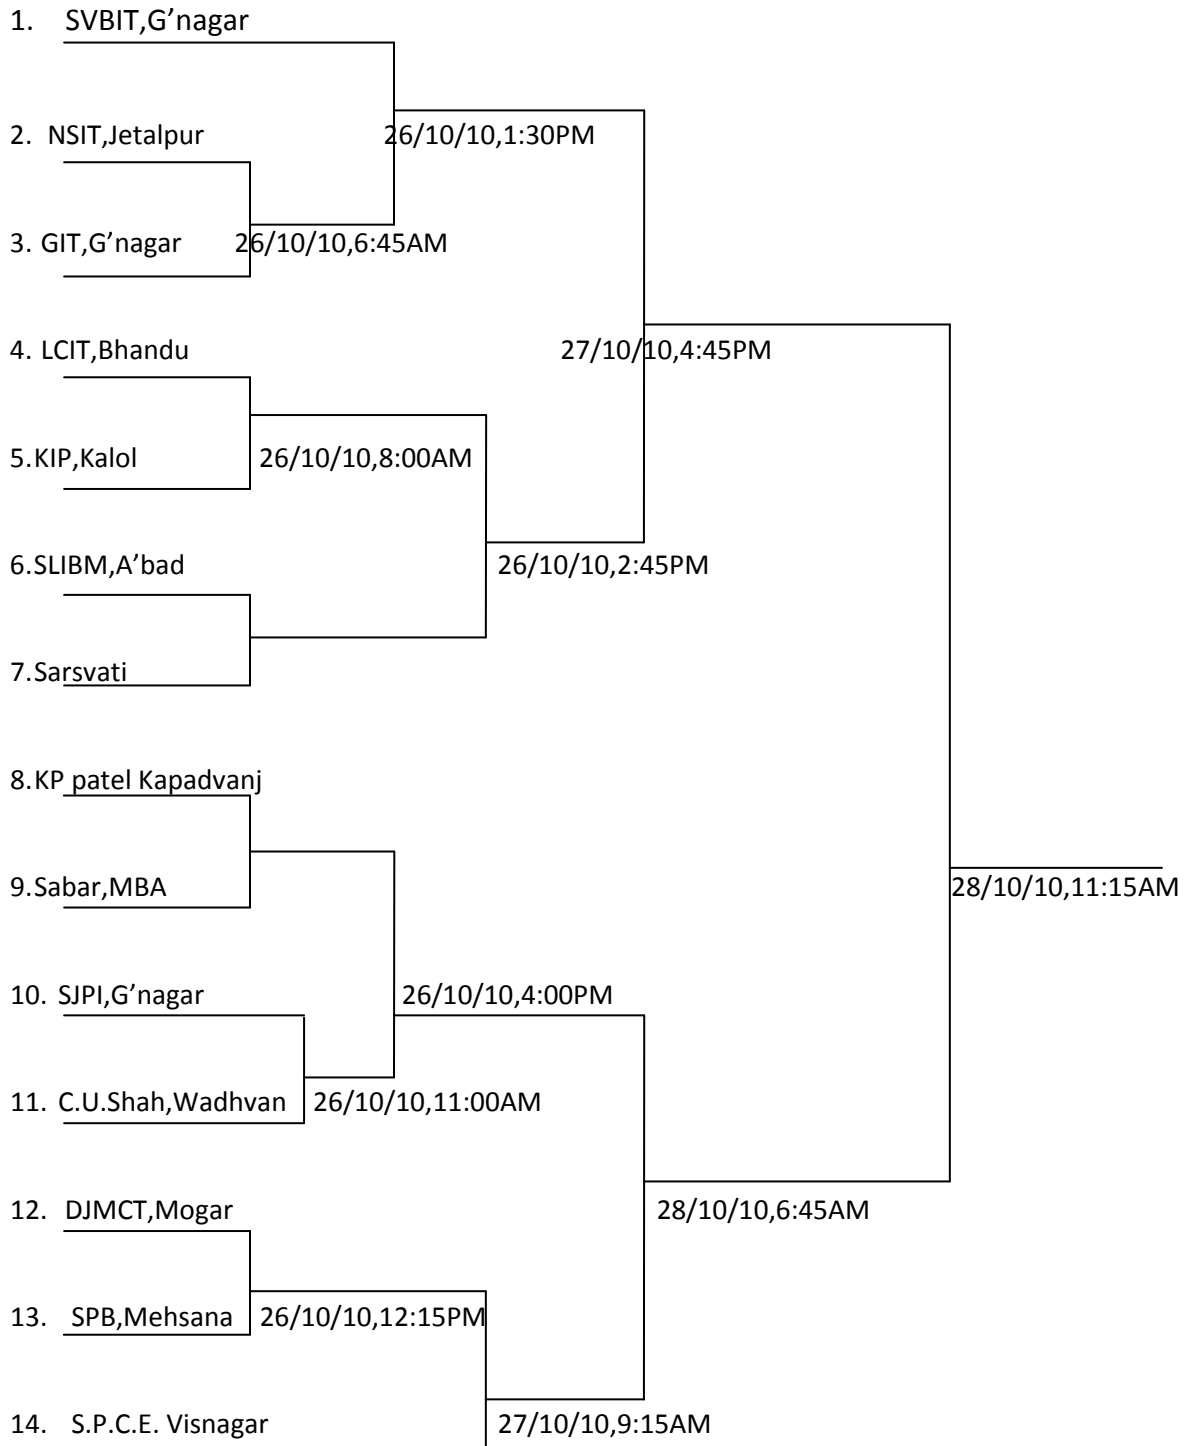 1. SVBIT,G’nagar
2. NSIT,Jetalpur 26/10/10,1:30PM
3. GIT,G’nagar 26/10/10,6:45AM
4. LCIT,Bhandu 27/10/10,4:45PM
5.KIP,Kalol 26/10/10,8:00AM
6.SLIBM,A’bad 26/10/10,2:45PM
7.Sarsvati
8.KP patel Kapadvanj
9.Sabar,MBA 28/10/10,11:15AM
10. SJPI,G’nagar 26/10/10,4:00PM
11. C.U.Shah,Wadhvan 26/10/10,11:00AM
12. DJMCT,Mogar 28/10/10,6:45AM
13. SPB,Mehsana 26/10/10,12:15PM
14. S.P.C.E. Visnagar 27/10/10,9:15AM